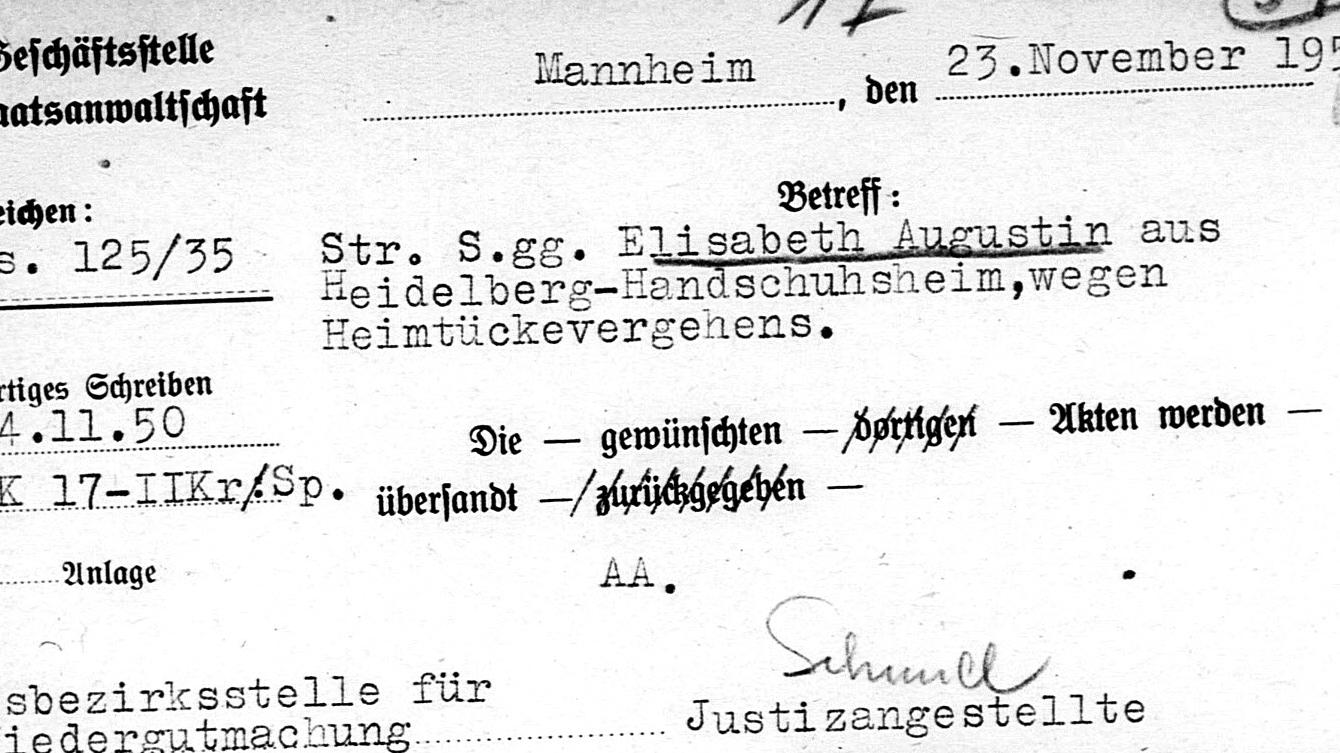 Geschäftsstelle
aatsanwaltschaft
Mannheim, den 23.November 195
eichen:
s. 125/35
Betreff:
Str. S.gg. Elisabeth Augustin aus
Heidelberg-Handschuhsheim,wegen
Heimtückevergehens.
rtiges Schreiben
4.11.50
K 17-IIKr/.Sp.
Die — gewünschten — dortigen — Akten werden —
übersandt — / zurückgegeben —
Anlage
AA.
sbezirksstelle für
iedergutmachung
Justizangestellte